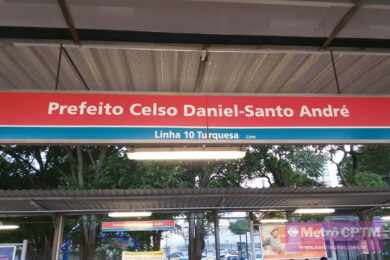 Prefeito Celso Daniel-Santo André
Linha 10 Turquesa
Metrô CPTM